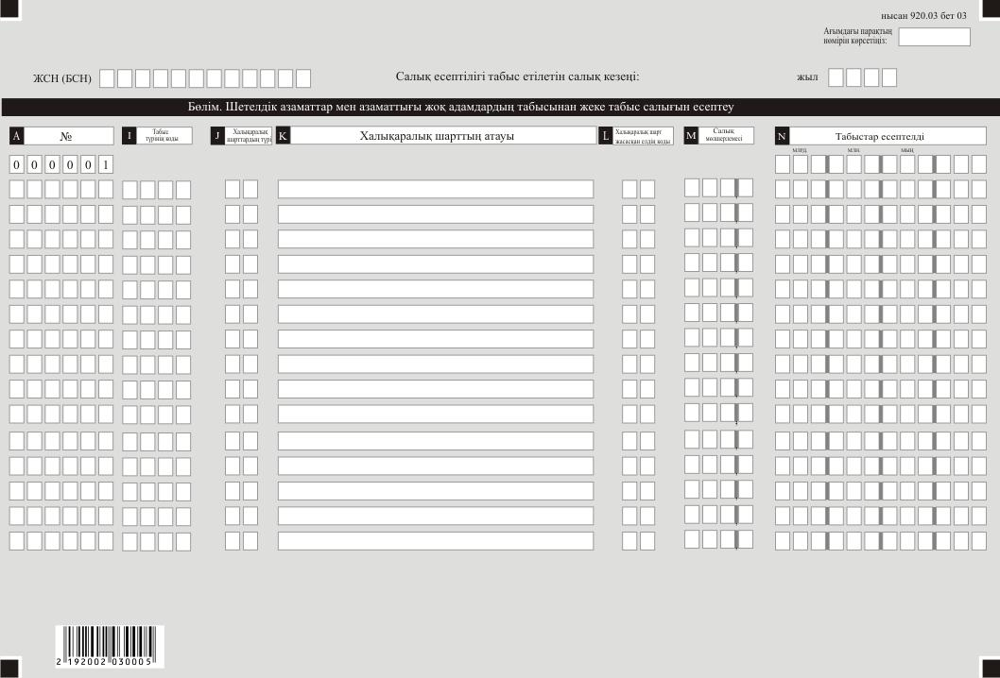 нысан 920.03 бет 03
Ағымдағы парақтың
нөмірін көрсетіңіз:
ЖСН (БСН)
Салық есептілігі табыс етілетін салық кезеңі:
жыл
Бөлім. Шетелдік азаматтар мен азаматтығы жоқ адамдардың табысынан жеке табыс салығын есептеу
A №
I Табыс
түрінің коды
J Халықаралық
шарттардың түрі
K Халықаралық шарттың атауы
L Халықаралық шарт
жасасқан елдің коды
M Салық
мөлшерлемесі
N Табыстар есептелді
МЛРД. МЛН. МЫҢ
0 0 0 0 0 1
2 192002 030005